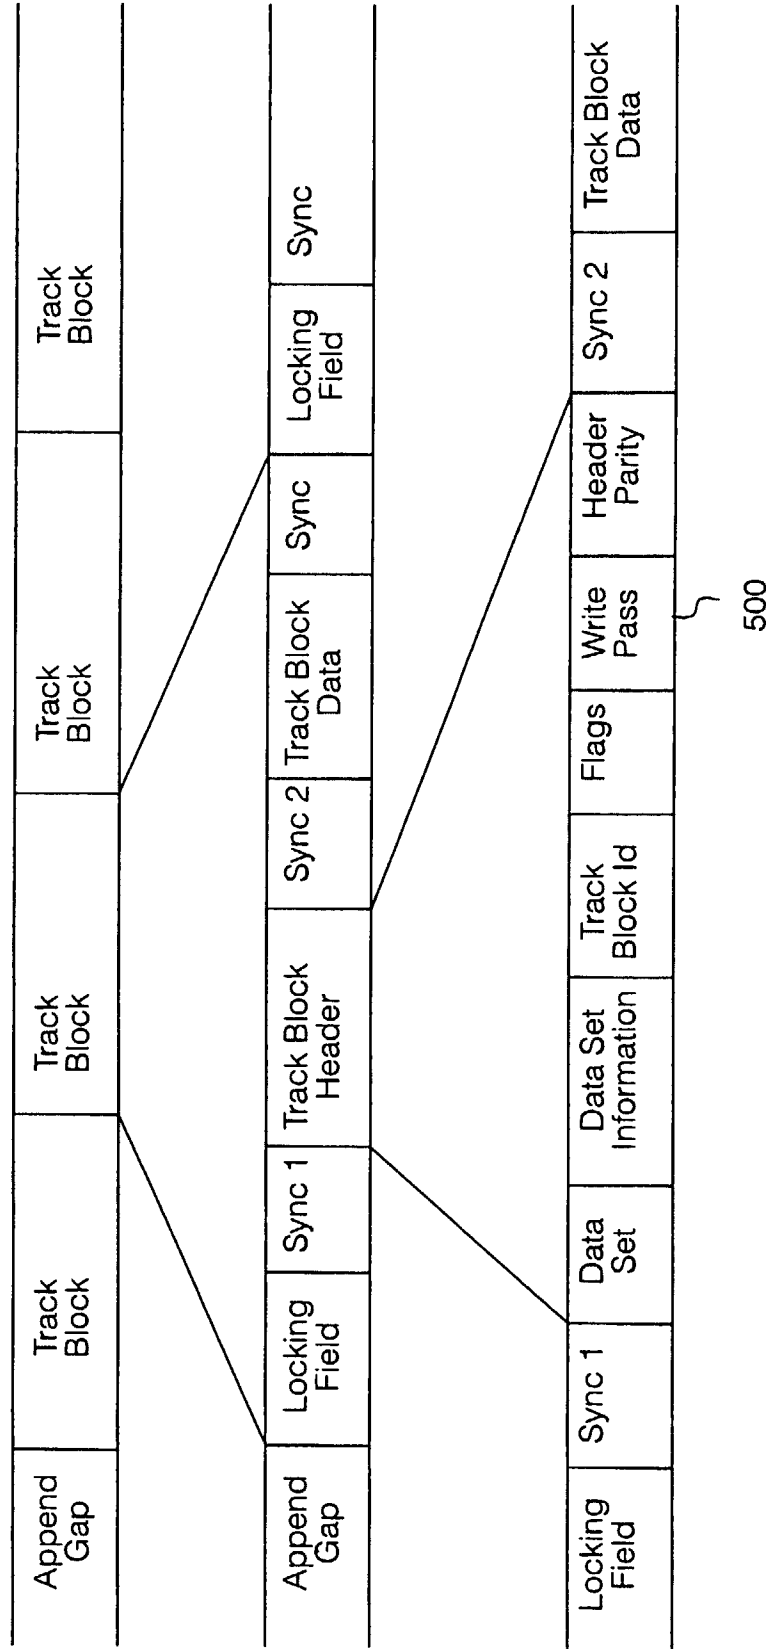 Append
Gap
Track
Block
Track
Block
Track
Block
Track
Block
Append
Gap
Locking
Field
Sync 1
Track Block
Header
Sync 2
Track Block
Data
Sync
Locking
Field
Sync
Locking
Field
Sync 1
Data
Set
Data Set
Information
Track
Block Id
Flags
Write
Pass
Header
Parity
Sync 2
Track Block
Data
500